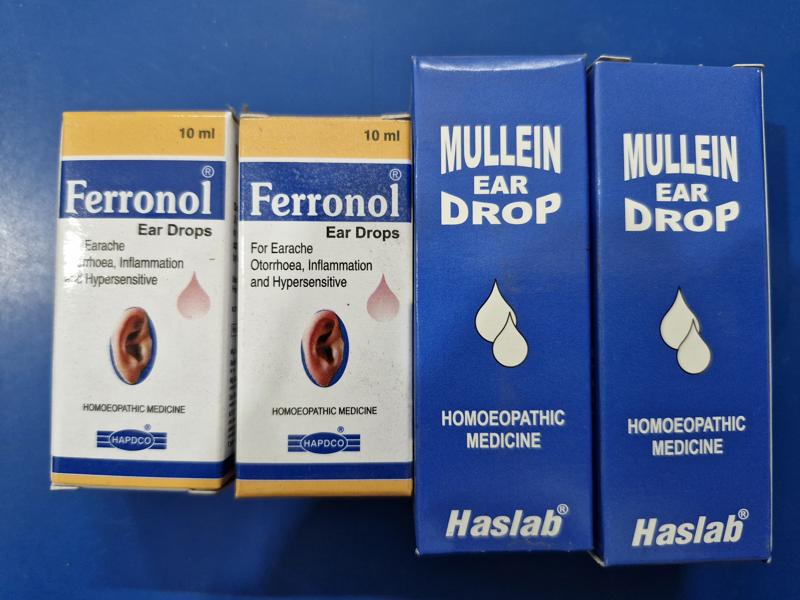 10 ml
Ferronol®
Ear Drops
Earache
Inflammation
Hypersensitive
HOMOEOPATHIC MEDICINE
HAPDCO
10 ml
Ferronol®
Ear Drops
For Earache
Otorrhoea, Inflammation
and Hypersensitive
HOMOEOPATHIC MEDICINE
HAPDCO
MULLEIN
EAR
DROP
HOMOEOPATHIC
MEDICINE
Haslab®
MULLEIN
EAR
DROP
HOMOEOPATHIC
MEDICINE
Haslab®